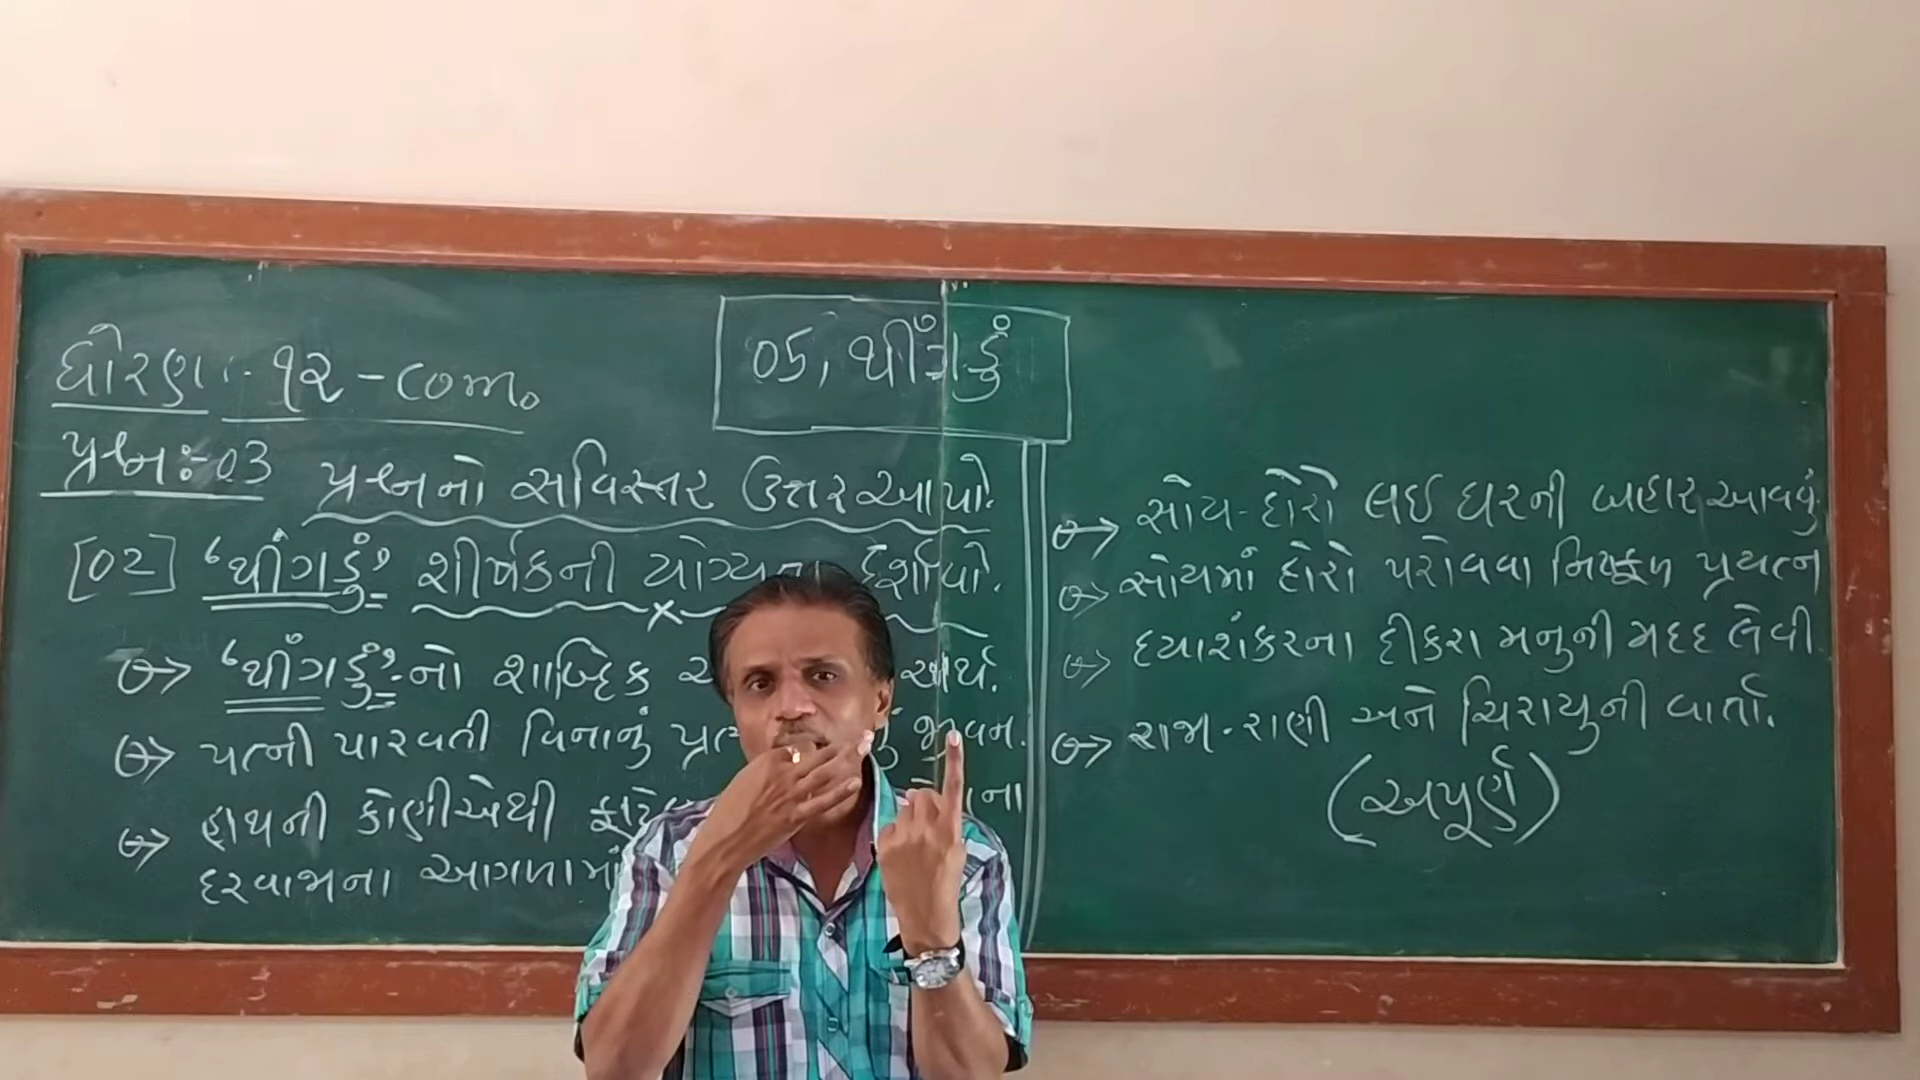 ધોરણ :- ૧૨ - com.
05, થીંગડું
પ્રશ્ન :- 03 પ્રશ્નનો સવિસ્તર ઉત્તર આપો.
[02] ‘થીંગડું’ શીર્ષકની યોગ્યતા દર્શાવો.
‘થીંગડું’નો શાબ્દિક અર્થ.
પત્ની પારવતી વિનાનું જીવન.
હાથની કોણીએથી
દરવાજાના આગળામાં
સોય-દોરો લઈ ઘરની બહાર આવવું.
સોયમાં દોરો પરોવવા નિષ્ફળ પ્રયત્ન
દયાશંકરના દીકરા મનુની મદદ લેવી.
રાજા-રાણી અને ચિરાયુની વાર્તા.
(અપૂર્ણ)